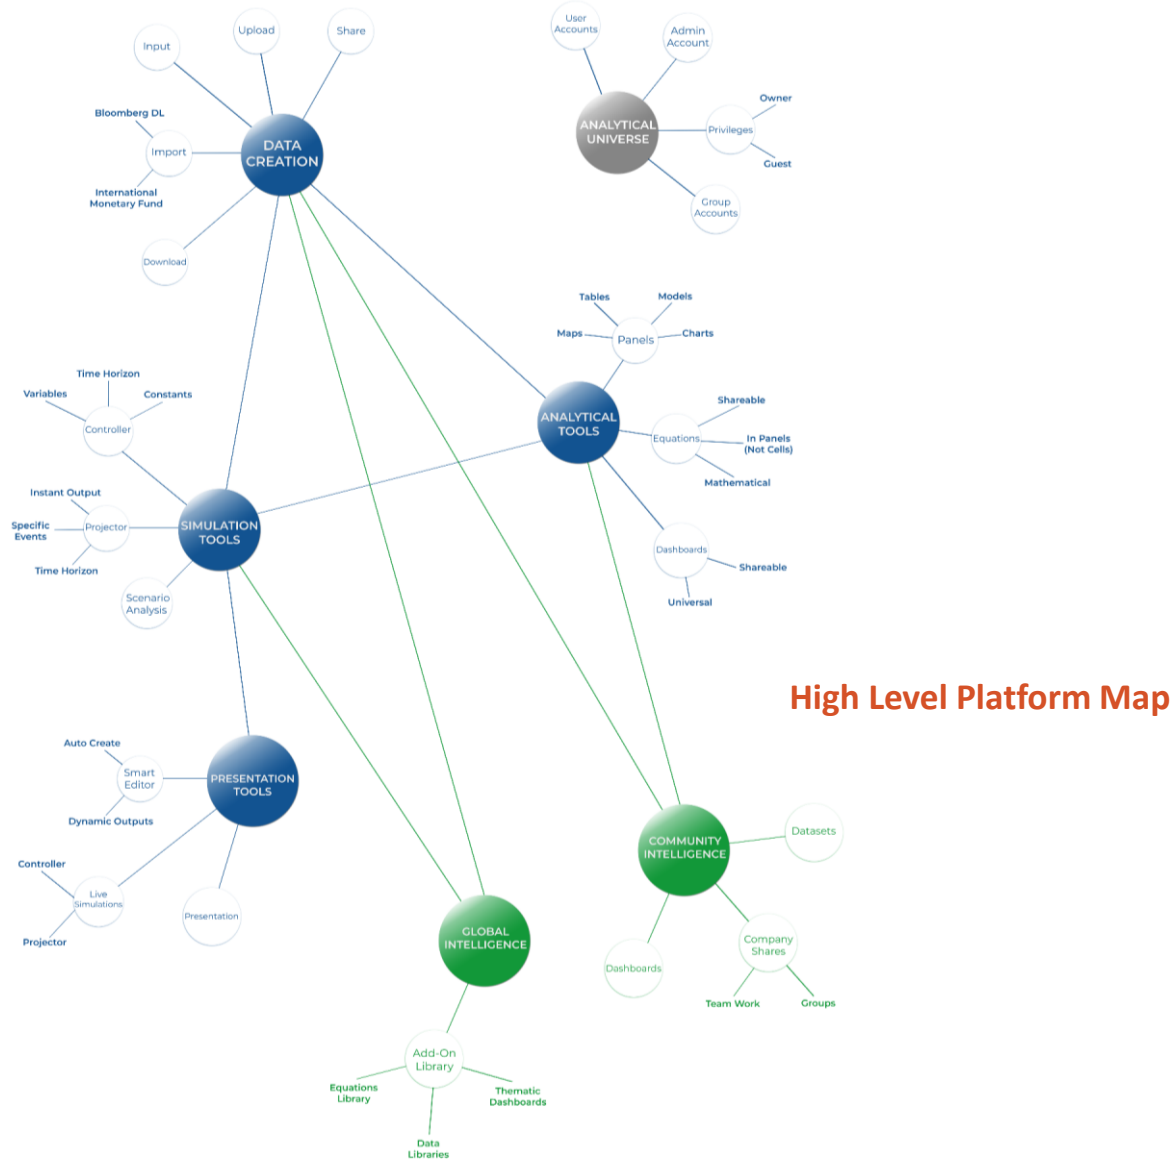 Input
Upload
Share
Bloomberg DL
Import
International
Monetary Fund
DATA
CREATION
Download
User
Accounts
Admin
Account
ANALYTICAL
UNIVERSE
Owner
Privileges
Guest
Group
Accounts
Tables
Models
Maps
Panels
Charts
ANALYTICAL
TOOLS
Shareable
Equations
In Panels
(Not Cells)
Mathematical
Dashboards
Shareable
Universal
Time Horizon
Variables
Constants
Controller
Instant Output
Specific
Events
Projector
Time Horizon
SIMULATION
TOOLS
Scenario
Analysis
High Level Platform Map
Auto Create
Smart
Editor
Dynamic Outputs
PRESENTATION
TOOLS
Controller
Live
Simulations
Projector
Presentation
COMMUNITY
INTELLIGENCE
Datasets
Company
Shares
Dashboards
Team Work
Groups
GLOBAL
INTELLIGENCE
Add-On
Library
Equations
Library
Thematic
Dashboards
Data
Libraries